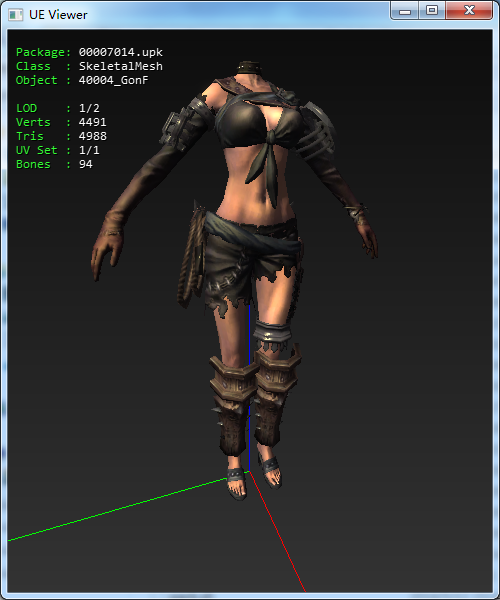 UE Viewer
Package: 00007014.upk
Class : SkeletalMesh
Object : 40004_GonF
LOD : 1/2
Verts : 4491
Tris : 4988
UV Set : 1/1
Bones : 94